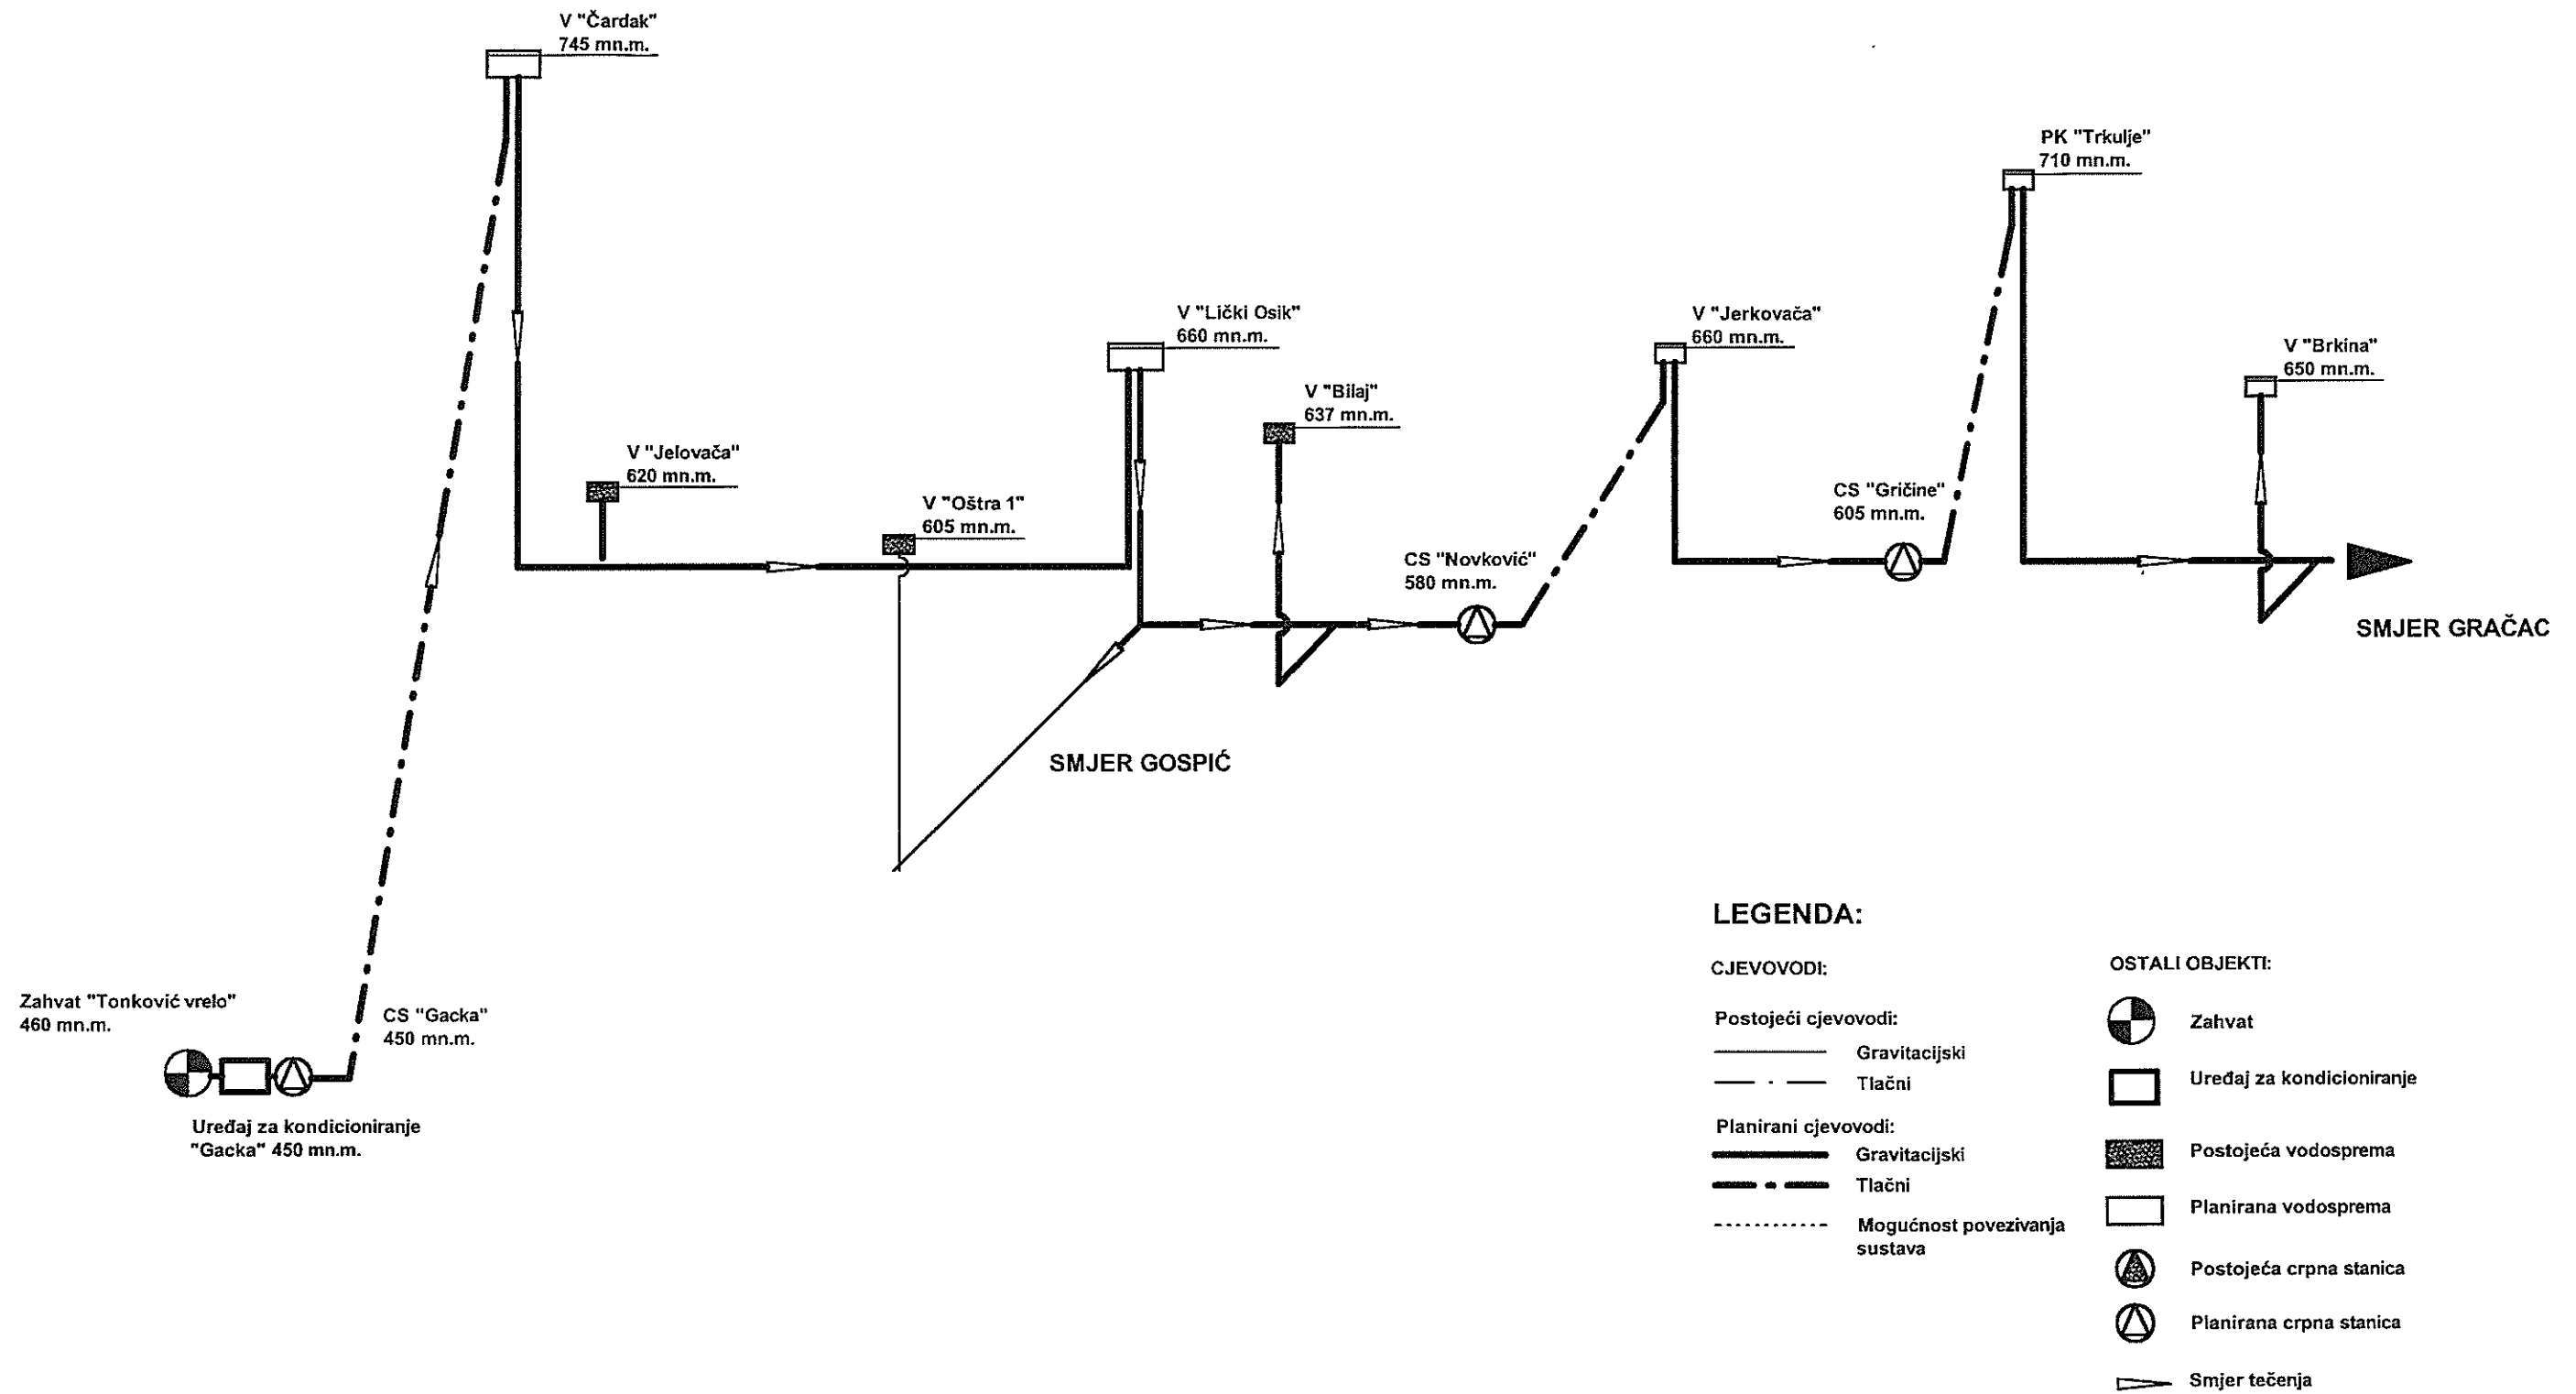 V "Čardak"
745 mn.m.
PK "Trkulje"
710 mn.m.
V "Lički Osik"
660 mn.m.
V "Jerkovača"
660 mn.m.
V "Brkina"
650 mn.m.
V "Bilaj"
637 mn.m.
V "Jelovača"
620 mn.m.
V "Oštra 1"
605 mn.m.
CS "Gričine"
605 mn.m.
CS "Novković"
580 mn.m.
SMJER GRAČAC
SMJER GOSPIĆ
Zahvat "Tonković vrelo"
460 mn.m.
CS "Gacka"
450 mn.m.
Uređaj za kondicioniranje
"Gacka" 450 mn.m.
LEGENDA:
CJEVOVODI:
Postojeći cjevovodi:
Gravitacijski
Tlačni
Planirani cjevovodi:
Gravitacijski
Tlačni
Mogućnost povezivanja
sustava
OSTALI OBJEKTI:
Zahvat
Uređaj za kondicioniranje
Postojeća vodosprema
Planirana vodosprema
Postojeća crpna stanica
Planirana crpna stanica
Smjer tečenja